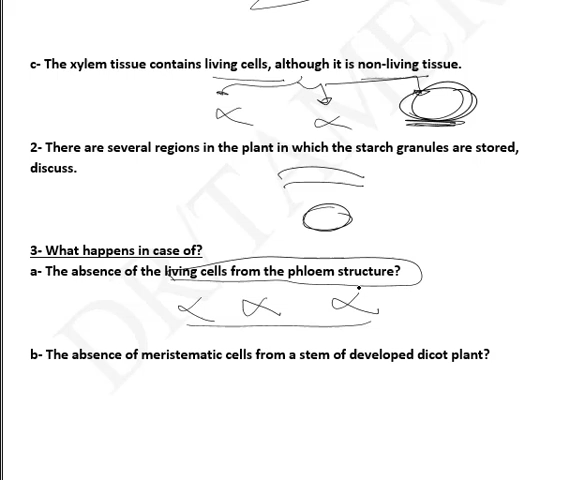 c- The xylem tissue contains living cells, although it is non-living tissue.
2- There are several regions in the plant in which the starch granules are stored,
discuss.
3- What happens in case of?
a- The absence of the living cells from the phloem structure?
b- The absence of meristematic cells from a stem of developed dicot plant?